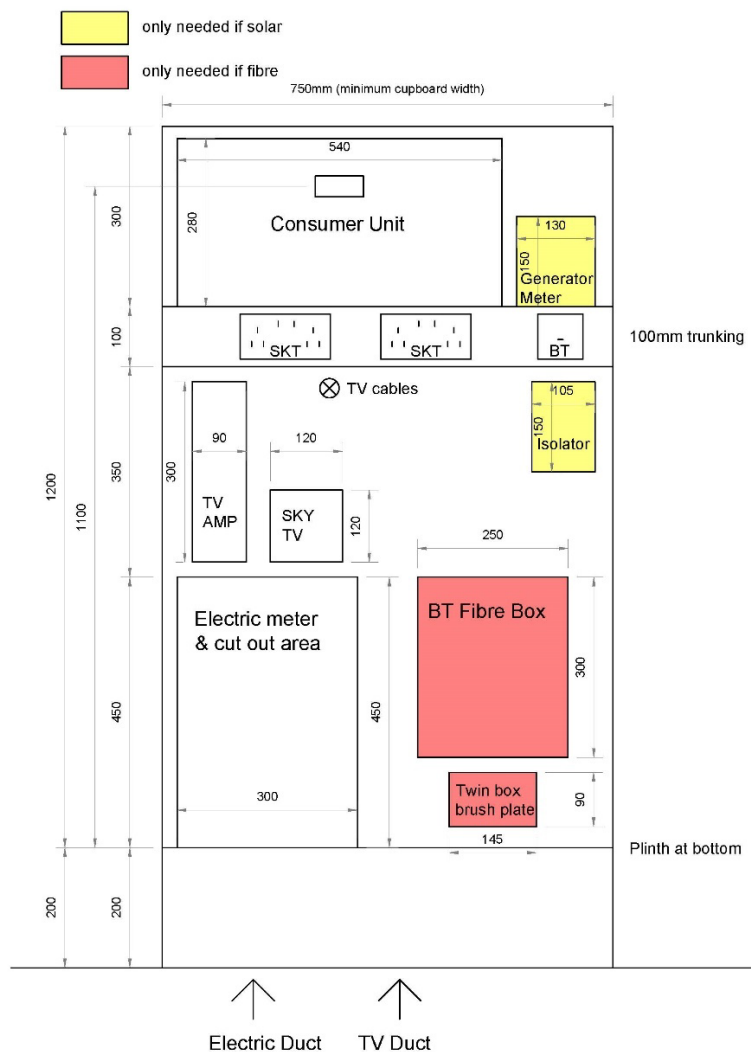 only needed if solar
only needed if fibre
750mm (minimum cupboard width)
540
300
280
Consumer Unit
130
150
Generator
Meter
100
SKT
SKT
BT
100mm trunking
TV cables
105
150
Isolator
90
120
300
350
1200
1100
TV
AMP
SKY
TV
120
250
Electric meter
& cut out area
BT Fibre Box
300
450
450
Twin box
brush plate
90
300
145
Plinth at bottom
200
200
Electric Duct
TV Duct